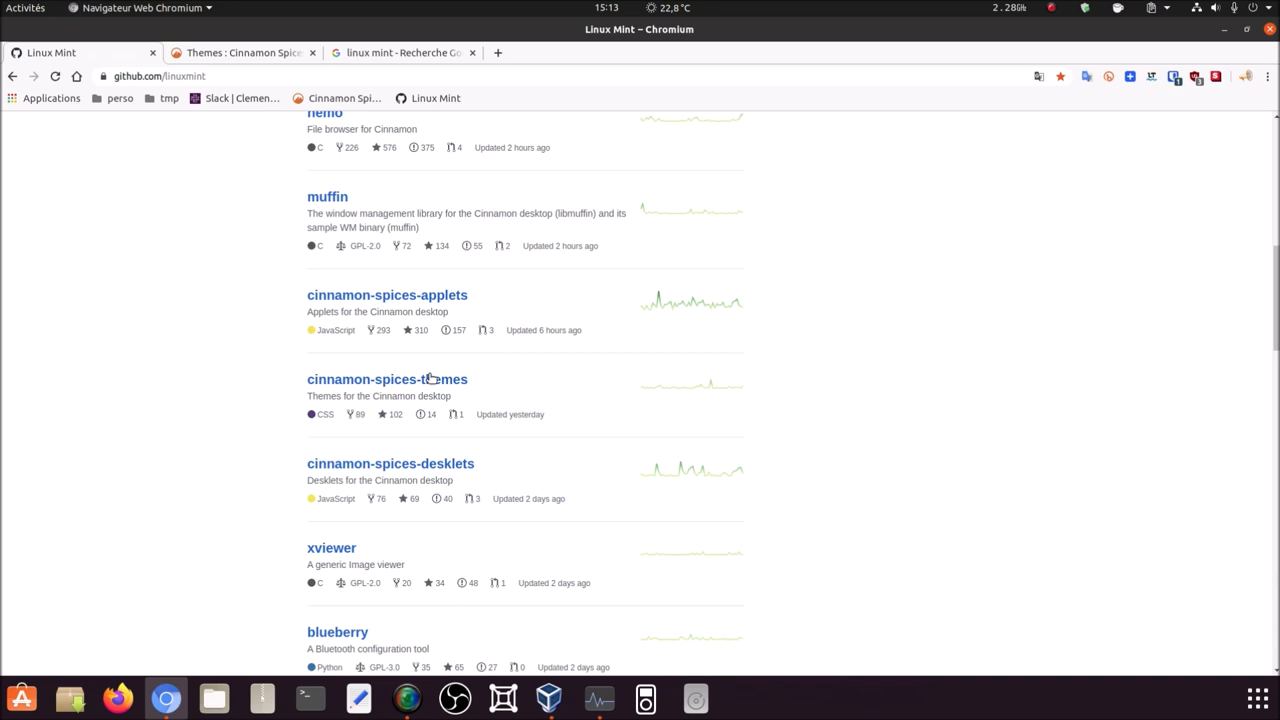 Activités
Navigateur Web Chromium
15:13
22,8°C
2.28GHz
Linux Mint – Chromium
Linux Mint
Themes : Cinnamon Spice
linux mint - Recherche Go
github.com/linuxmint
Applications
perso
tmp
Slack | Clemen…
Cinnamon Spi…
Linux Mint
nemo
File browser for Cinnamon
C 226 576 375 4 Updated 2 hours ago
muffin
The window management library for the Cinnamon desktop (libmuffin) and its
sample WM binary (muffin)
C GPL-2.0 72 134 55 2 Updated 2 hours ago
cinnamon-spices-applets
Applets for the Cinnamon desktop
JavaScript 293 310 157 3 Updated 6 hours ago
cinnamon-spices-themes
Themes for the Cinnamon desktop
CSS 89 102 14 1 Updated yesterday
cinnamon-spices-desklets
Desklets for the Cinnamon desktop
JavaScript 76 69 40 3 Updated 2 days ago
xviewer
A generic Image viewer
C GPL-2.0 20 34 48 1 Updated 2 days ago
blueberry
A Bluetooth configuration tool
Python GPL-3.0 35 65 27 0 Updated 2 days ago